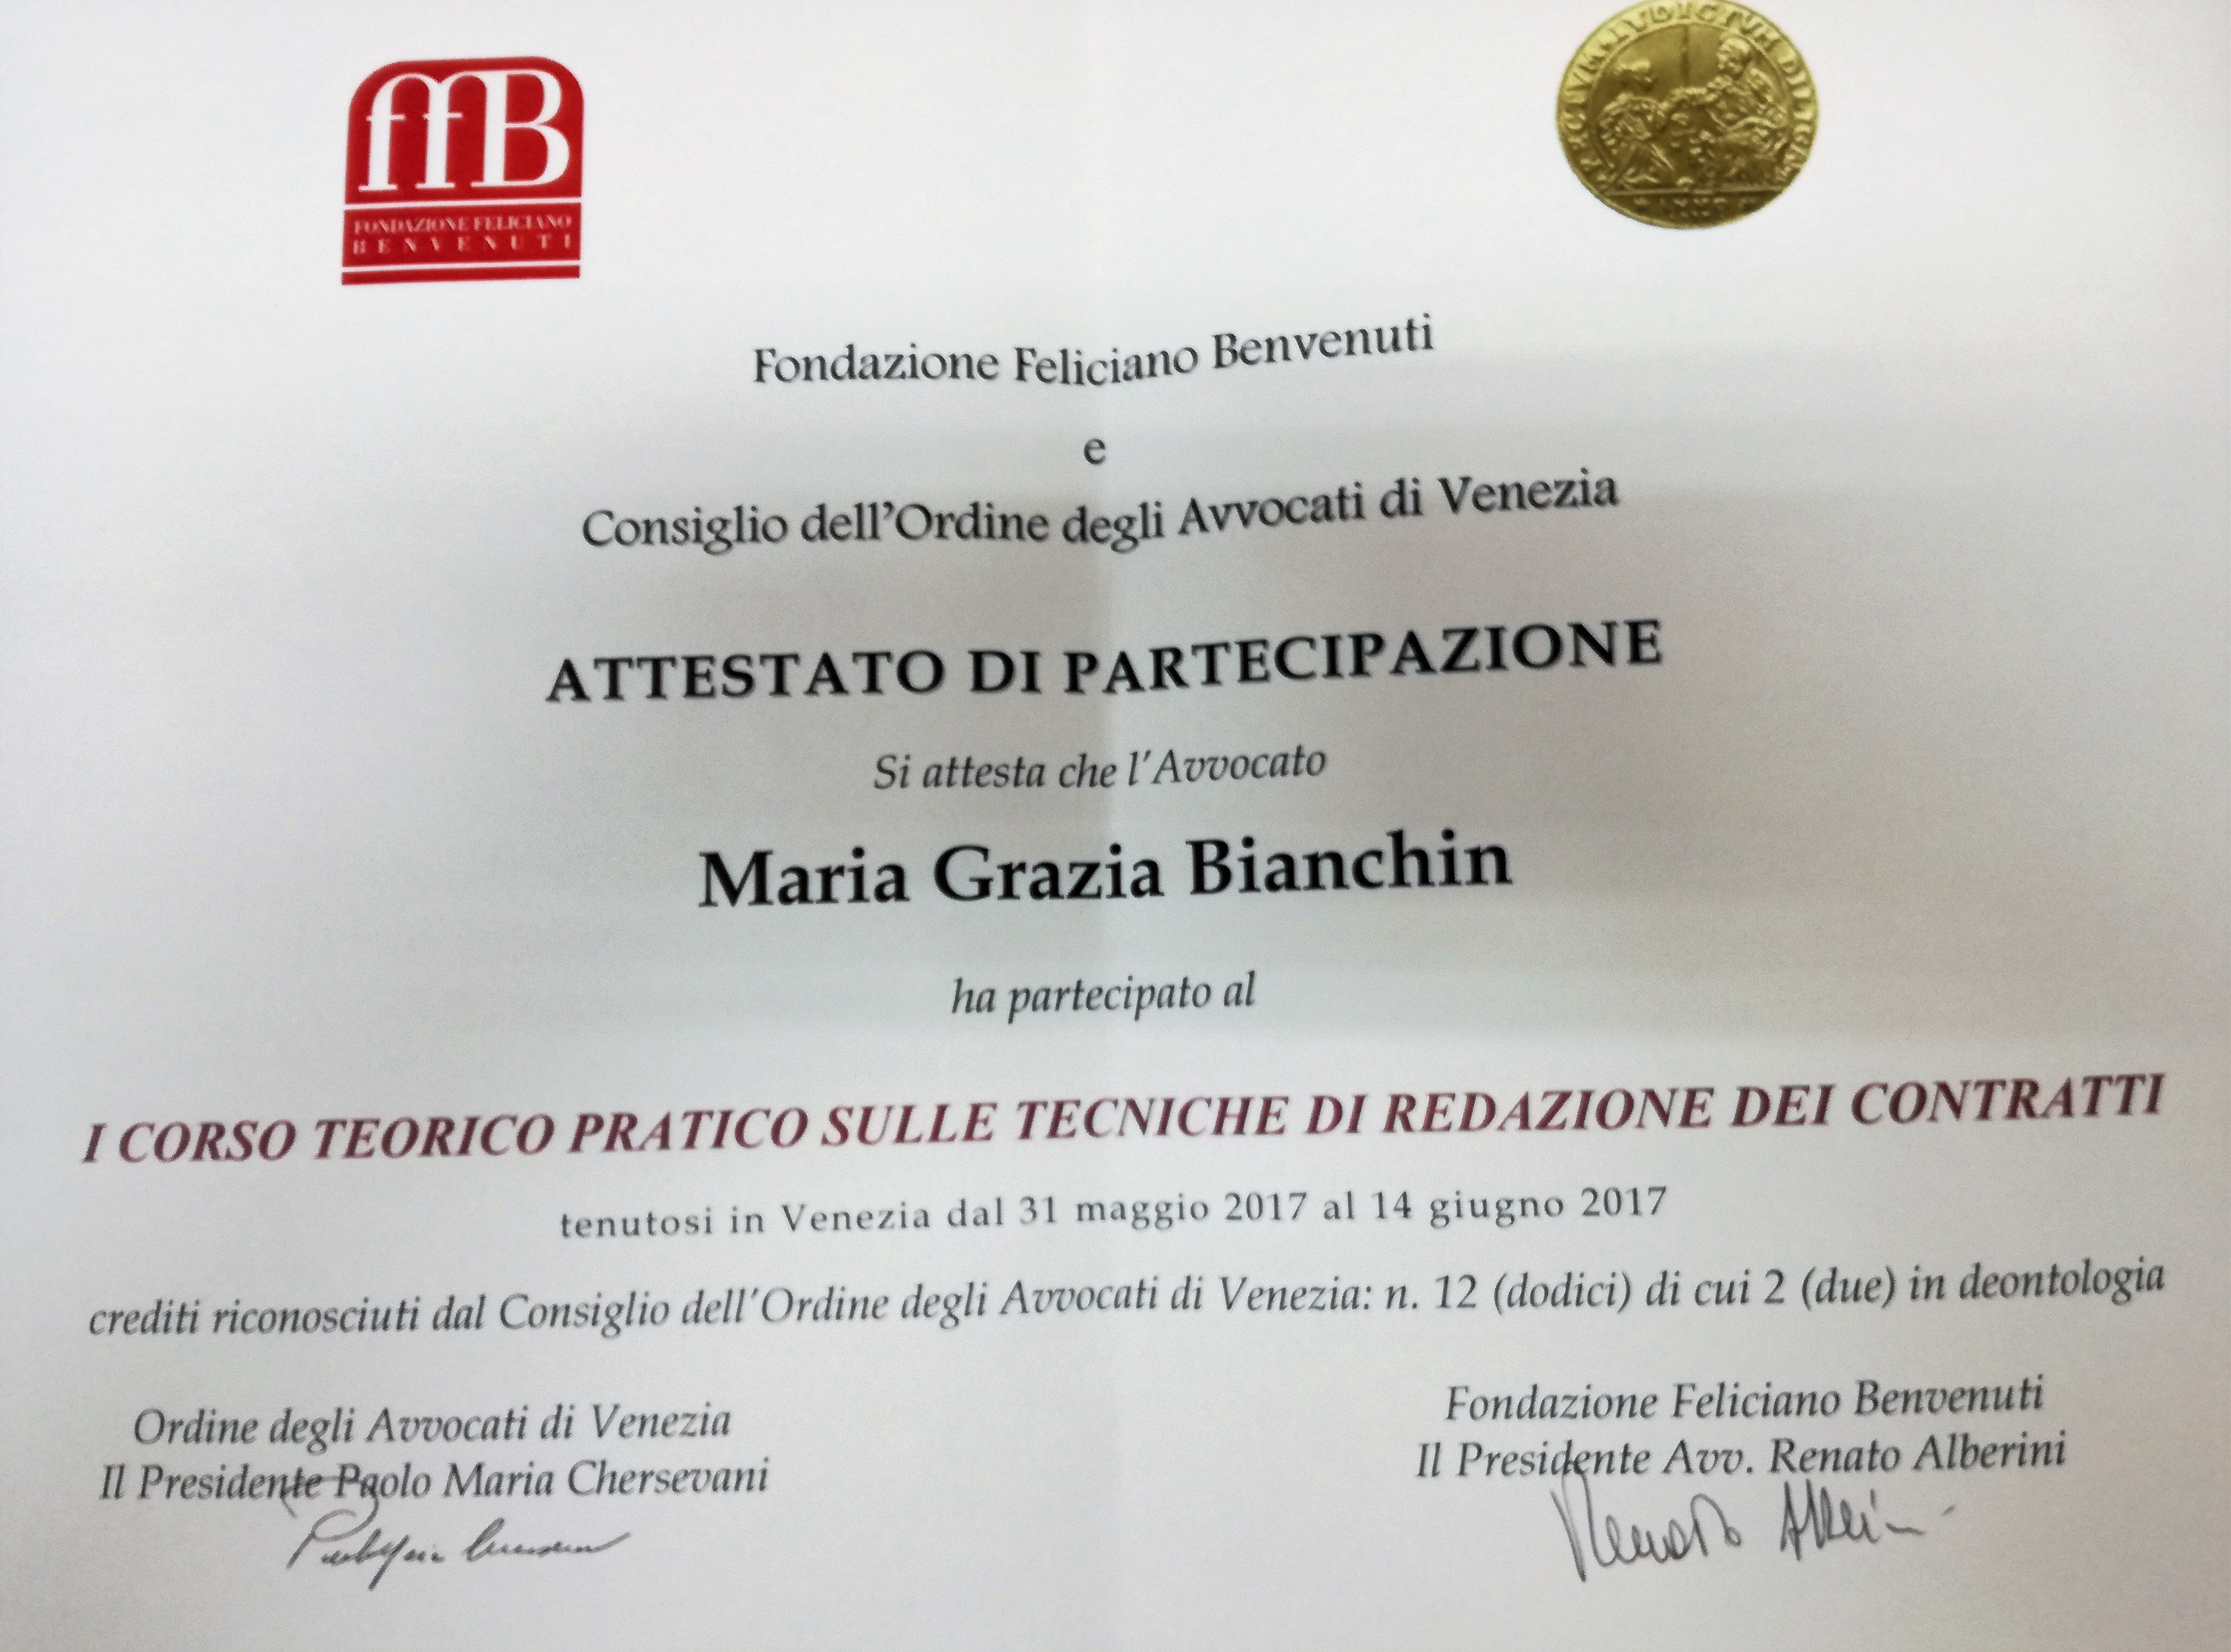 ffB
FONDAZIONE FELICIANO
BENVENUTI
Fondazione Feliciano Benvenuti
e
Consiglio dell'Ordine degli Avvocati di Venezia
ATTESTATO DI PARTECIPAZIONE
Si attesta che l'Avvocato
Maria Grazia Bianchin
ha partecipato al
I CORSO TEORICO PRATICO SULLE TECNICHE DI REDAZIONE DEI CONTRATTI
tenutosi in Venezia dal 31 maggio 2017 al 14 giugno 2017
crediti riconosciuti dal Consiglio dell'Ordine degli Avvocati di Venezia: n. 12 (dodici) di cui 2 (due) in deontologia
Ordine degli Avvocati di Venezia
Il Presidente Paolo Maria Chersevani
Fondazione Feliciano Benvenuti
Il Presidente Avv. Renato Alberini